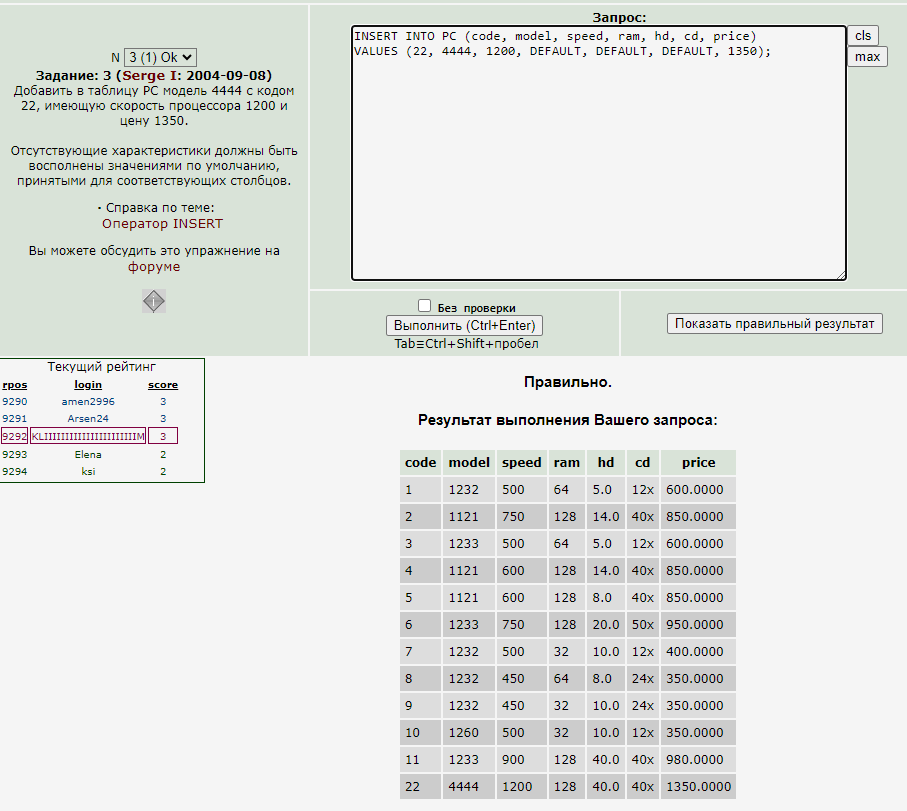 N 3 (1) Ok
Задание: 3 (Serge I: 2004-09-08)
Добавить в таблицу PC модель 4444 с кодом
22, имеющую скорость процессора 1200 и
цену 1350.
Отсутствующие характеристики должны быть
восполнены значениями по умолчанию,
принятыми для соответствующих столбцов.
· Справка по теме:
Оператор INSERT
Вы можете обсудить это упражнение на
форуме
Запрос:
INSERT INTO PC (code, model, speed, ram, hd, cd, price)
VALUES (22, 4444, 1200, DEFAULT, DEFAULT, DEFAULT, 1350);
cls
max
Без проверки
Выполнить (Ctrl+Enter)
Tab≡Ctrl+Shift+пробел
Показать правильный результат
Текущий рейтинг
rpos login score
9290 amen2996 3
9291 Arsen24 3
9292 3
9293 Elena 2
9294 ksi 2
Правильно.
Результат выполнения Вашего запроса:
code model speed ram hd cd price
1 1232 500 64 5.0 12x 600.0000
2 1121 750 128 14.0 40x 850.0000
3 1233 500 64 5.0 12x 600.0000
4 1121 600 128 14.0 40x 850.0000
5 1121 600 128 8.0 40x 850.0000
6 1233 750 128 20.0 50x 950.0000
7 1232 500 32 10.0 12x 400.0000
8 1232 450 64 8.0 24x 350.0000
9 1232 450 32 10.0 24x 350.0000
10 1260 500 32 10.0 12x 350.0000
11 1233 900 128 40.0 40x 980.0000
22 4444 1200 128 40.0 40x 1350.0000